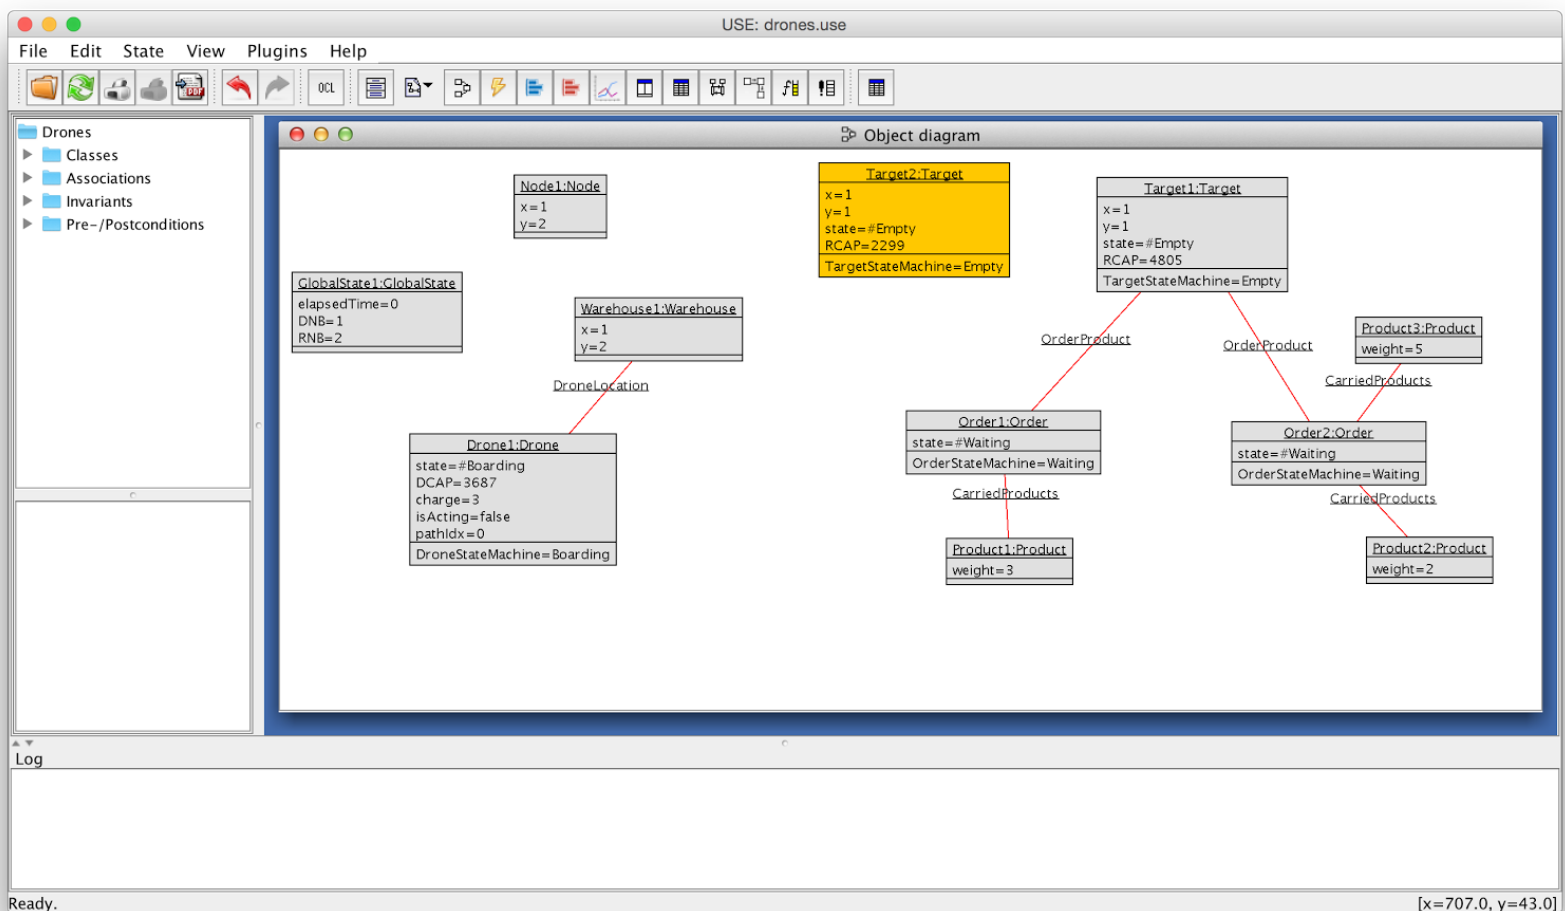 USE: drones.use
File Edit State View Plugins Help
OCL
Drones
Classes
Associations
Invariants
Pre-/Postconditions
Object diagram
Node1:Node
x=1
y=2
Target2:Target
x=1
y=1
state=#Empty
RCAP=2299
TargetStateMachine=Empty
Target1:Target
x=1
y=1
state=#Empty
RCAP=4805
TargetStateMachine=Empty
GlobalState1:GlobalState
elapsedTime=0
DNB=1
RNB=2
Warehouse1:Warehouse
x=1
y=2
OrderProduct
OrderProduct
Product3:Product
weight=5
DroneLocation
CarriedProducts
Drone1:Drone
state=#Boarding
DCAP=3687
charge=3
isActing=false
pathIdx=0
DroneStateMachine=Boarding
Order1:Order
state=#Waiting
OrderStateMachine=Waiting
Order2:Order
state=#Waiting
OrderStateMachine=Waiting
CarriedProducts
CarriedProducts
Product1:Product
weight=3
Product2:Product
weight=2
Log
Ready.
[x=707.0, y=43.0]